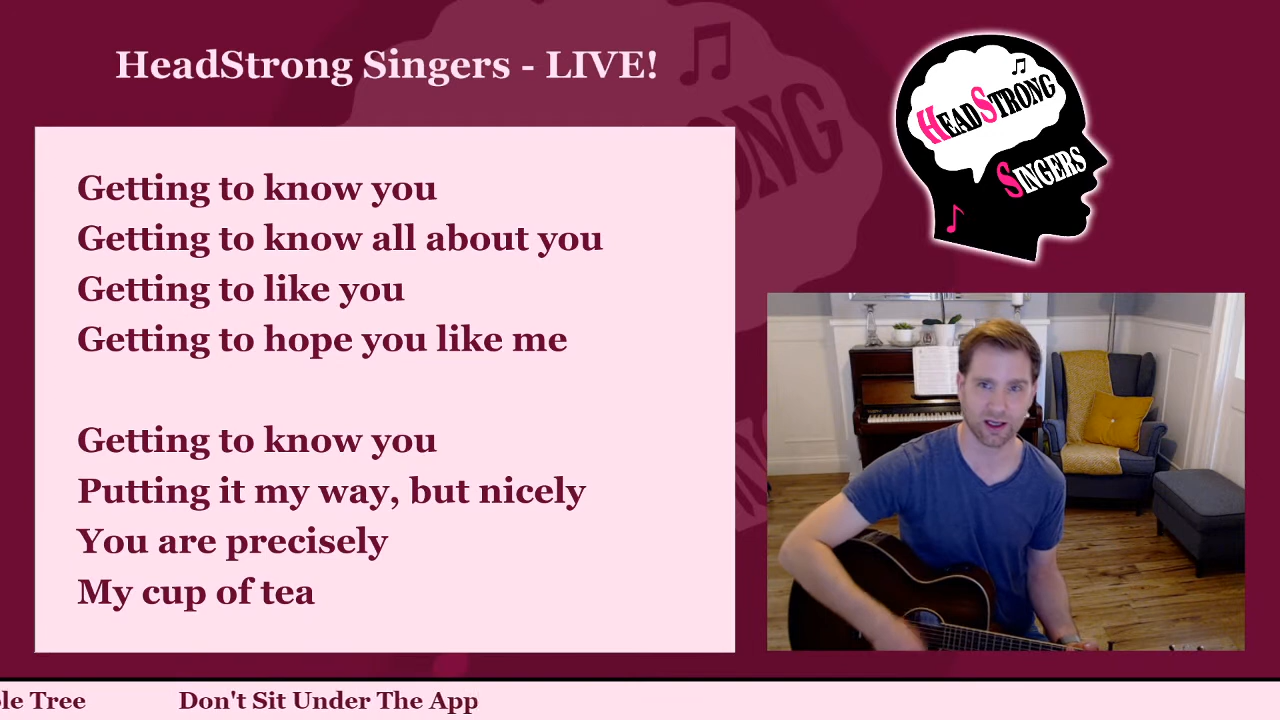 HeadStrong Singers - LIVE!
HEADSTRONG
SINGERS
Getting to know you
Getting to know all about you
Getting to like you
Getting to hope you like me
Getting to know you
Putting it my way, but nicely
You are precisely
My cup of tea
le Tree Don't Sit Under The App